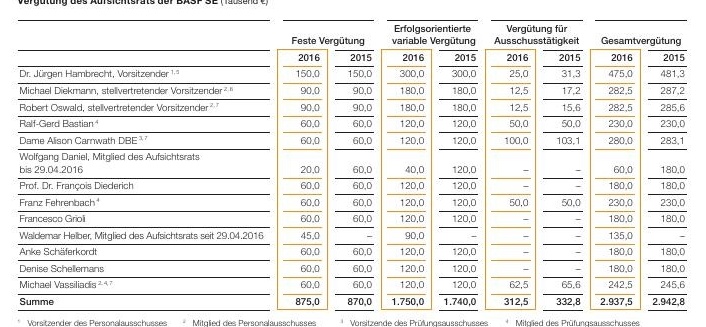 Vergütung des Aufsichtsrats der BASF SE (Tausend €)
Feste Vergütung Erfolgsorientierte variable Vergütung Vergütung für Ausschusstätigkeit Gesamtvergütung
2016 2015 2016 2015 2016 2015 2016 2015
Dr. Jürgen Hambrecht, Vorsitzender 1, 5 150,0 150,0 300,0 300,0 25,0 31,3 475,0 481,3
Michael Diekmann, stellvertretender Vorsitzender 2, 6 90,0 90,0 180,0 180,0 12,5 17,2 282,5 287,2
Robert Oswald, stellvertretender Vorsitzender 2, 7 90,0 90,0 180,0 180,0 12,5 15,6 282,5 285,6
Ralf-Gerd Bastian 4 60,0 60,0 120,0 120,0 50,0 50,0 230,0 230,0
Dame Alison Carnwath DBE 3, 7 60,0 60,0 120,0 120,0 100,0 103,1 280,0 283,1
Wolfgang Daniel, Mitglied des Aufsichtsrats
bis 29.04.2016 20,0 60,0 40,0 120,0 – – 60,0 180,0
Prof. Dr. François Diederich 60,0 60,0 120,0 120,0 – – 180,0 180,0
Franz Fehrenbach 4 60,0 60,0 120,0 120,0 50,0 50,0 230,0 230,0
Francesco Grioli 60,0 60,0 120,0 120,0 – – 180,0 180,0
Waldemar Helber, Mitglied des Aufsichtsrats seit 29.04.2016 45,0 – 90,0 – – – 135,0 –
Anke Schäferkordt 60,0 60,0 120,0 120,0 – – 180,0 180,0
Denise Schellemans 60,0 60,0 120,0 120,0 – – 180,0 180,0
Michael Vassiliadis 2, 4, 7 60,0 60,0 120,0 120,0 62,5 65,6 242,5 245,6
Summe 875,0 870,0 1.750,0 1.740,0 312,5 332,8 2.937,5 2.942,8
1 Vorsitzender des Personalausschusses 2 Mitglied des Personalausschusses 3 Vorsitzende des Prüfungsausschusses 4 Mitglied des Prüfungsausschusses